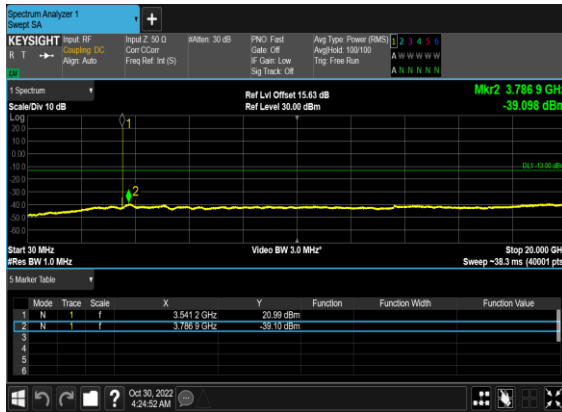 Spectrum Analyzer 1
Swept SA
+
KEYSIGHT Input: RF Input Z: 50 Ω #Atten: 30 dB PNO: Fast Avg Type: Power (RMS) 1 2 3 4 5 6
R T Coupling: DC Corr CCorr Gate: Off Avg|Hold: 100/100 A W W W W W
Align: Auto Freq Ref: Int (S) IF Gain: Low Trig: Free Run
Sig Track: Off A N N N N N
LXI
1 Spectrum Ref Lvl Offset 15.63 dB Mkr2 3.786 9 GHz
Scale/Div 10 dB Ref Level 30.00 dBm -39.098 dBm
Log
1
20.0
10.0
0.00
-10.0
DL1 -13.00 dBm
-20.0
-30.0
2
-40.0
-50.0
-60.0
Start 30 MHz Video BW 3.0 MHz* Stop 20.000 GHz
#Res BW 1.0 MHz Sweep ~38.3 ms (40001 pts)
5 Marker Table
Mode Trace Scale X Y Function Function Width Function Value
1 N 1 f 3.541 2 GHz 20.99 dBm
2 N 1 f 3.786 9 GHz -39.10 dBm
3
4
5
6
? Oct 30, 2022
4:24:52 AM